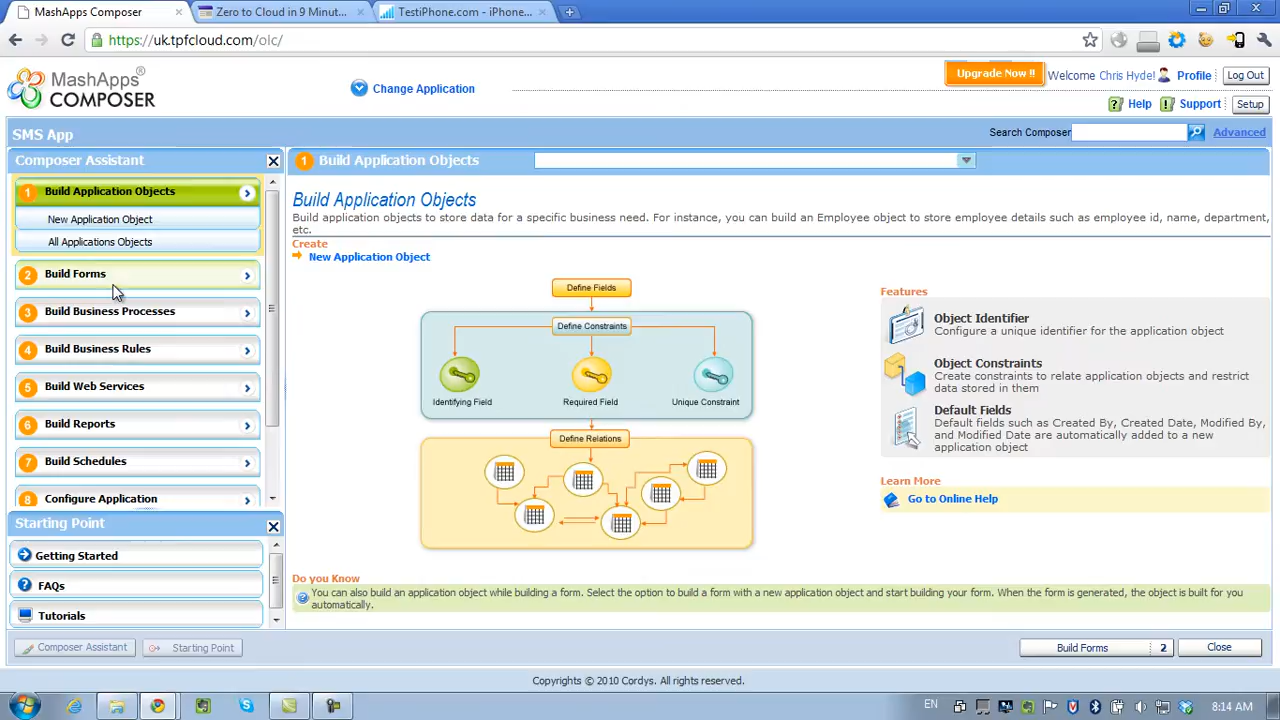 MashApps Composer
Zero to Cloud in 9 Minut...
TestiPhone.com - iPhone...
https://uk.tpfcloud.com/olc/
MashApps®
COMPOSER
Change Application
Upgrade Now !!
Welcome Chris Hyde!
Profile
Log Out
Help
Support
Setup
SMS App
Search Composer
Advanced
Composer Assistant
1 Build Application Objects
New Application Object
All Applications Objects
2 Build Forms
3 Build Business Processes
4 Build Business Rules
5 Build Web Services
6 Build Reports
7 Build Schedules
8 Configure Application
Starting Point
Getting Started
FAQs
Tutorials
1 Build Application Objects
Build Application Objects
Build application objects to store data for a specific business need. For instance, you can build an Employee object to store employee details such as employee id, name, department,
etc.
Create
New Application Object
Define Fields
Define Constraints
Identifying Field
Required Field
Unique Constraint
Define Relations
Features
Object Identifier
Configure a unique identifier for the application object
Object Constraints
Create constraints to relate application objects and restrict
data stored in them
Default Fields
Default fields such as Created By, Created Date, Modified By,
and Modified Date are automatically added to a new
application object
Learn More
Go to Online Help
Do you Know
You can also build an application object while building a form. Select the option to build a form with a new application object and start building your form. When the form is generated, the object is built for you
automatically.
Composer Assistant
Starting Point
Build Forms 2
Close
Copyrights © 2010 Cordys. All rights reserved.
EN
8:14 AM